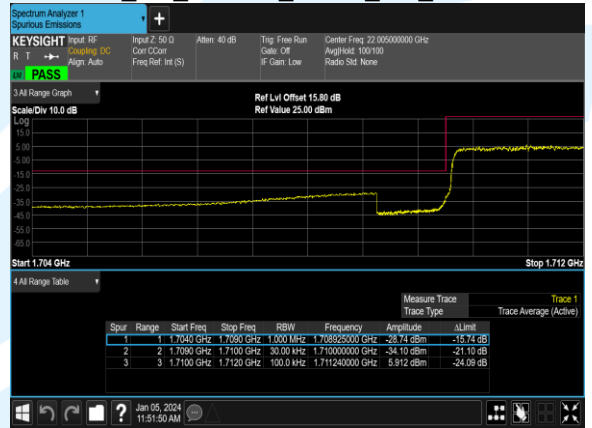 Spectrum Analyzer 1
Spurious Emissions
+
KEYSIGHT Input: RF Input Z: 50 Ω Atten: 40 dB Trig: Free Run Center Freq: 22.005000000 GHz
R T Coupling: DC Corr CCorr Gate: Off Avg|Hold: 100/100
Align: Auto Freq Ref: Int (S) IF Gain: Low Radio Std: None
PASS
3 All Range Graph
Ref Lvl Offset 15.80 dB
Scale/Div 10.0 dB Ref Value 25.00 dBm
Log
15.0
5.00
-5.00
-15.0
-25.0
-35.0
-45.0
-55.0
-65.0
Start 1.704 GHz Stop 1.712 GHz
4 All Range Table
Measure Trace Trace 1
Trace Type Trace Average (Active)
Spur Range Start Freq Stop Freq RBW Frequency Amplitude ΔLimit
1 1 1.7040 GHz 1.7090 GHz 1.000 MHz 1.708925000 GHz -28.74 dBm -15.74 dB
2 2 1.7090 GHz 1.7100 GHz 30.00 kHz 1.710000000 GHz -34.10 dBm -21.10 dB
3 3 1.7100 GHz 1.7120 GHz 100.0 kHz 1.711240000 GHz 5.912 dBm -24.09 dB
? Jan 05, 2024
11:51:50 AM